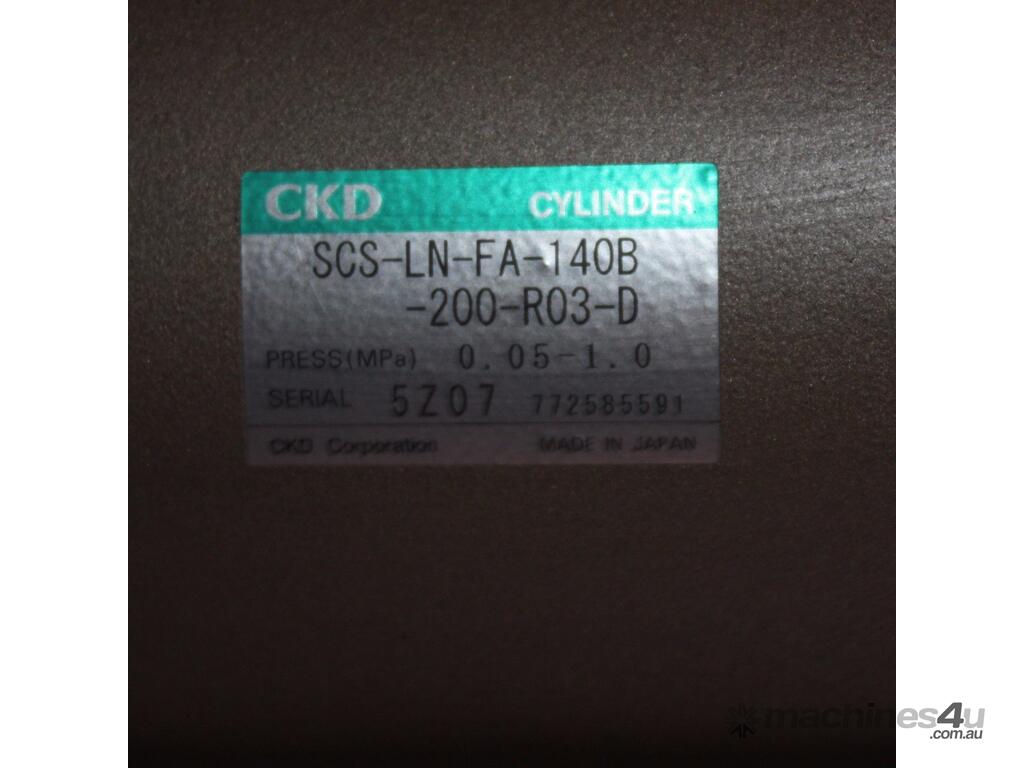 CKD CYLINDER
SCS-LN-FA-140B
-200-R03-D
PRESS(MPa) 0.05-1.0
SERIAL 5Z07 772585591
CKD Corporation MADE IN JAPAN
machines4u
.com.au